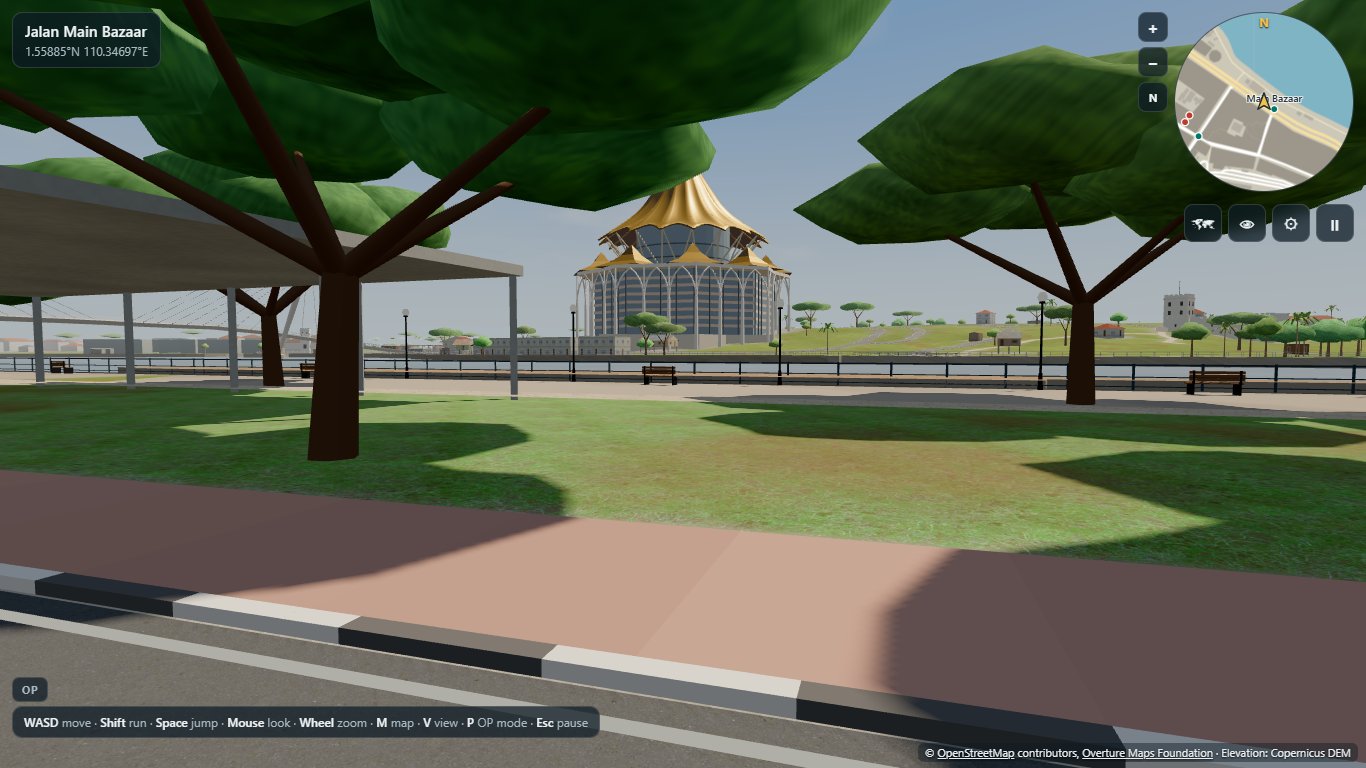 Jalan Main Bazaar
1.55885°N 110.34697°E
+
−
N
N
Main Bazaar
OP
WASD move · Shift run · Space jump · Mouse look · Wheel zoom · M map · V view · P OP mode · Esc pause
© OpenStreetMap contributors, Overture Maps Foundation · Elevation: Copernicus DEM